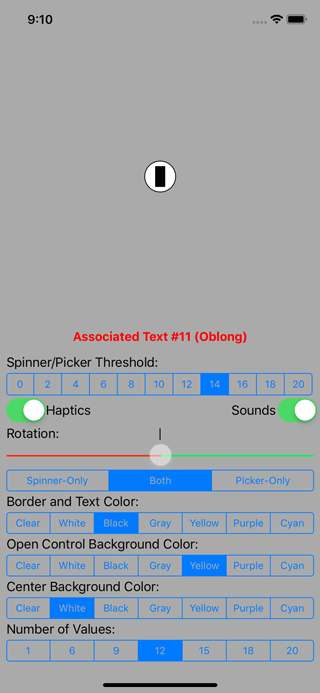 9:10
Associated Text #11 (Oblong)
Spinner/Picker Threshold:
0 2 4 6 8 10 12 14 16 18 20
Haptics Sounds
Rotation:
Spinner-Only Both Picker-Only
Border and Text Color:
Clear White Black Gray Yellow Purple Cyan
Open Control Background Color:
Clear White Black Gray Yellow Purple Cyan
Center Background Color:
Clear White Black Gray Yellow Purple Cyan
Number of Values:
1 6 9 12 15 18 20